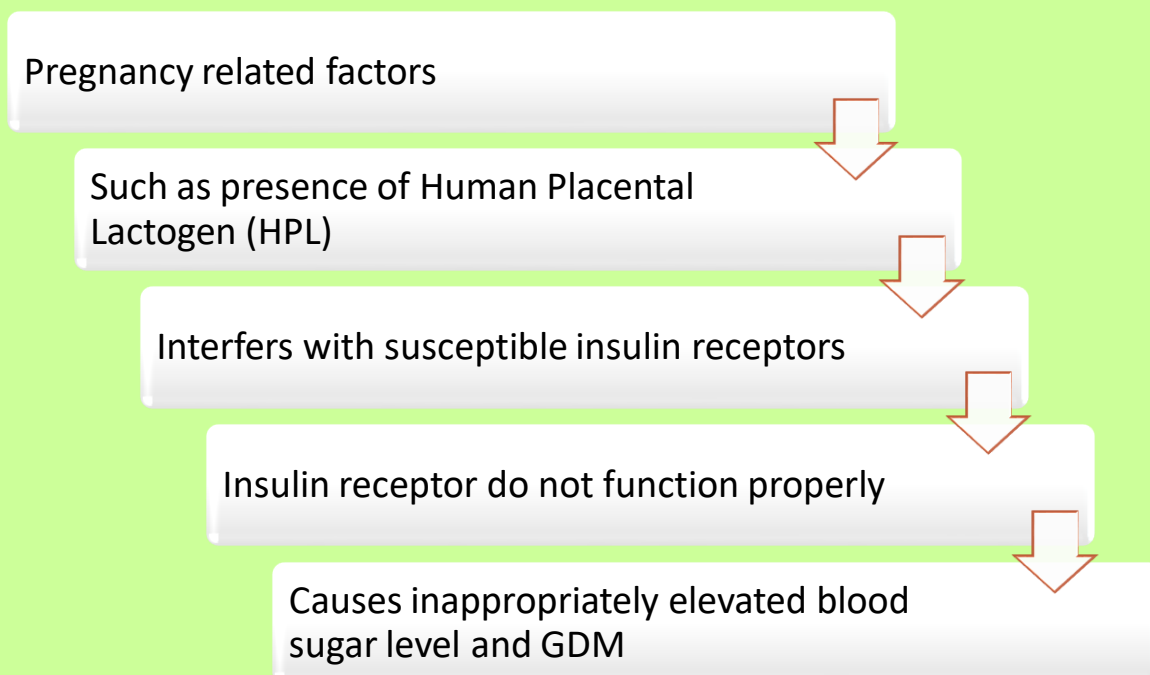 Pregnancy related factors
Such as presence of Human Placental
Lactogen (HPL)
Interfers with susceptible insulin receptors
Insulin receptor do not function properly
Causes inappropriately elevated blood
sugar level and GDM